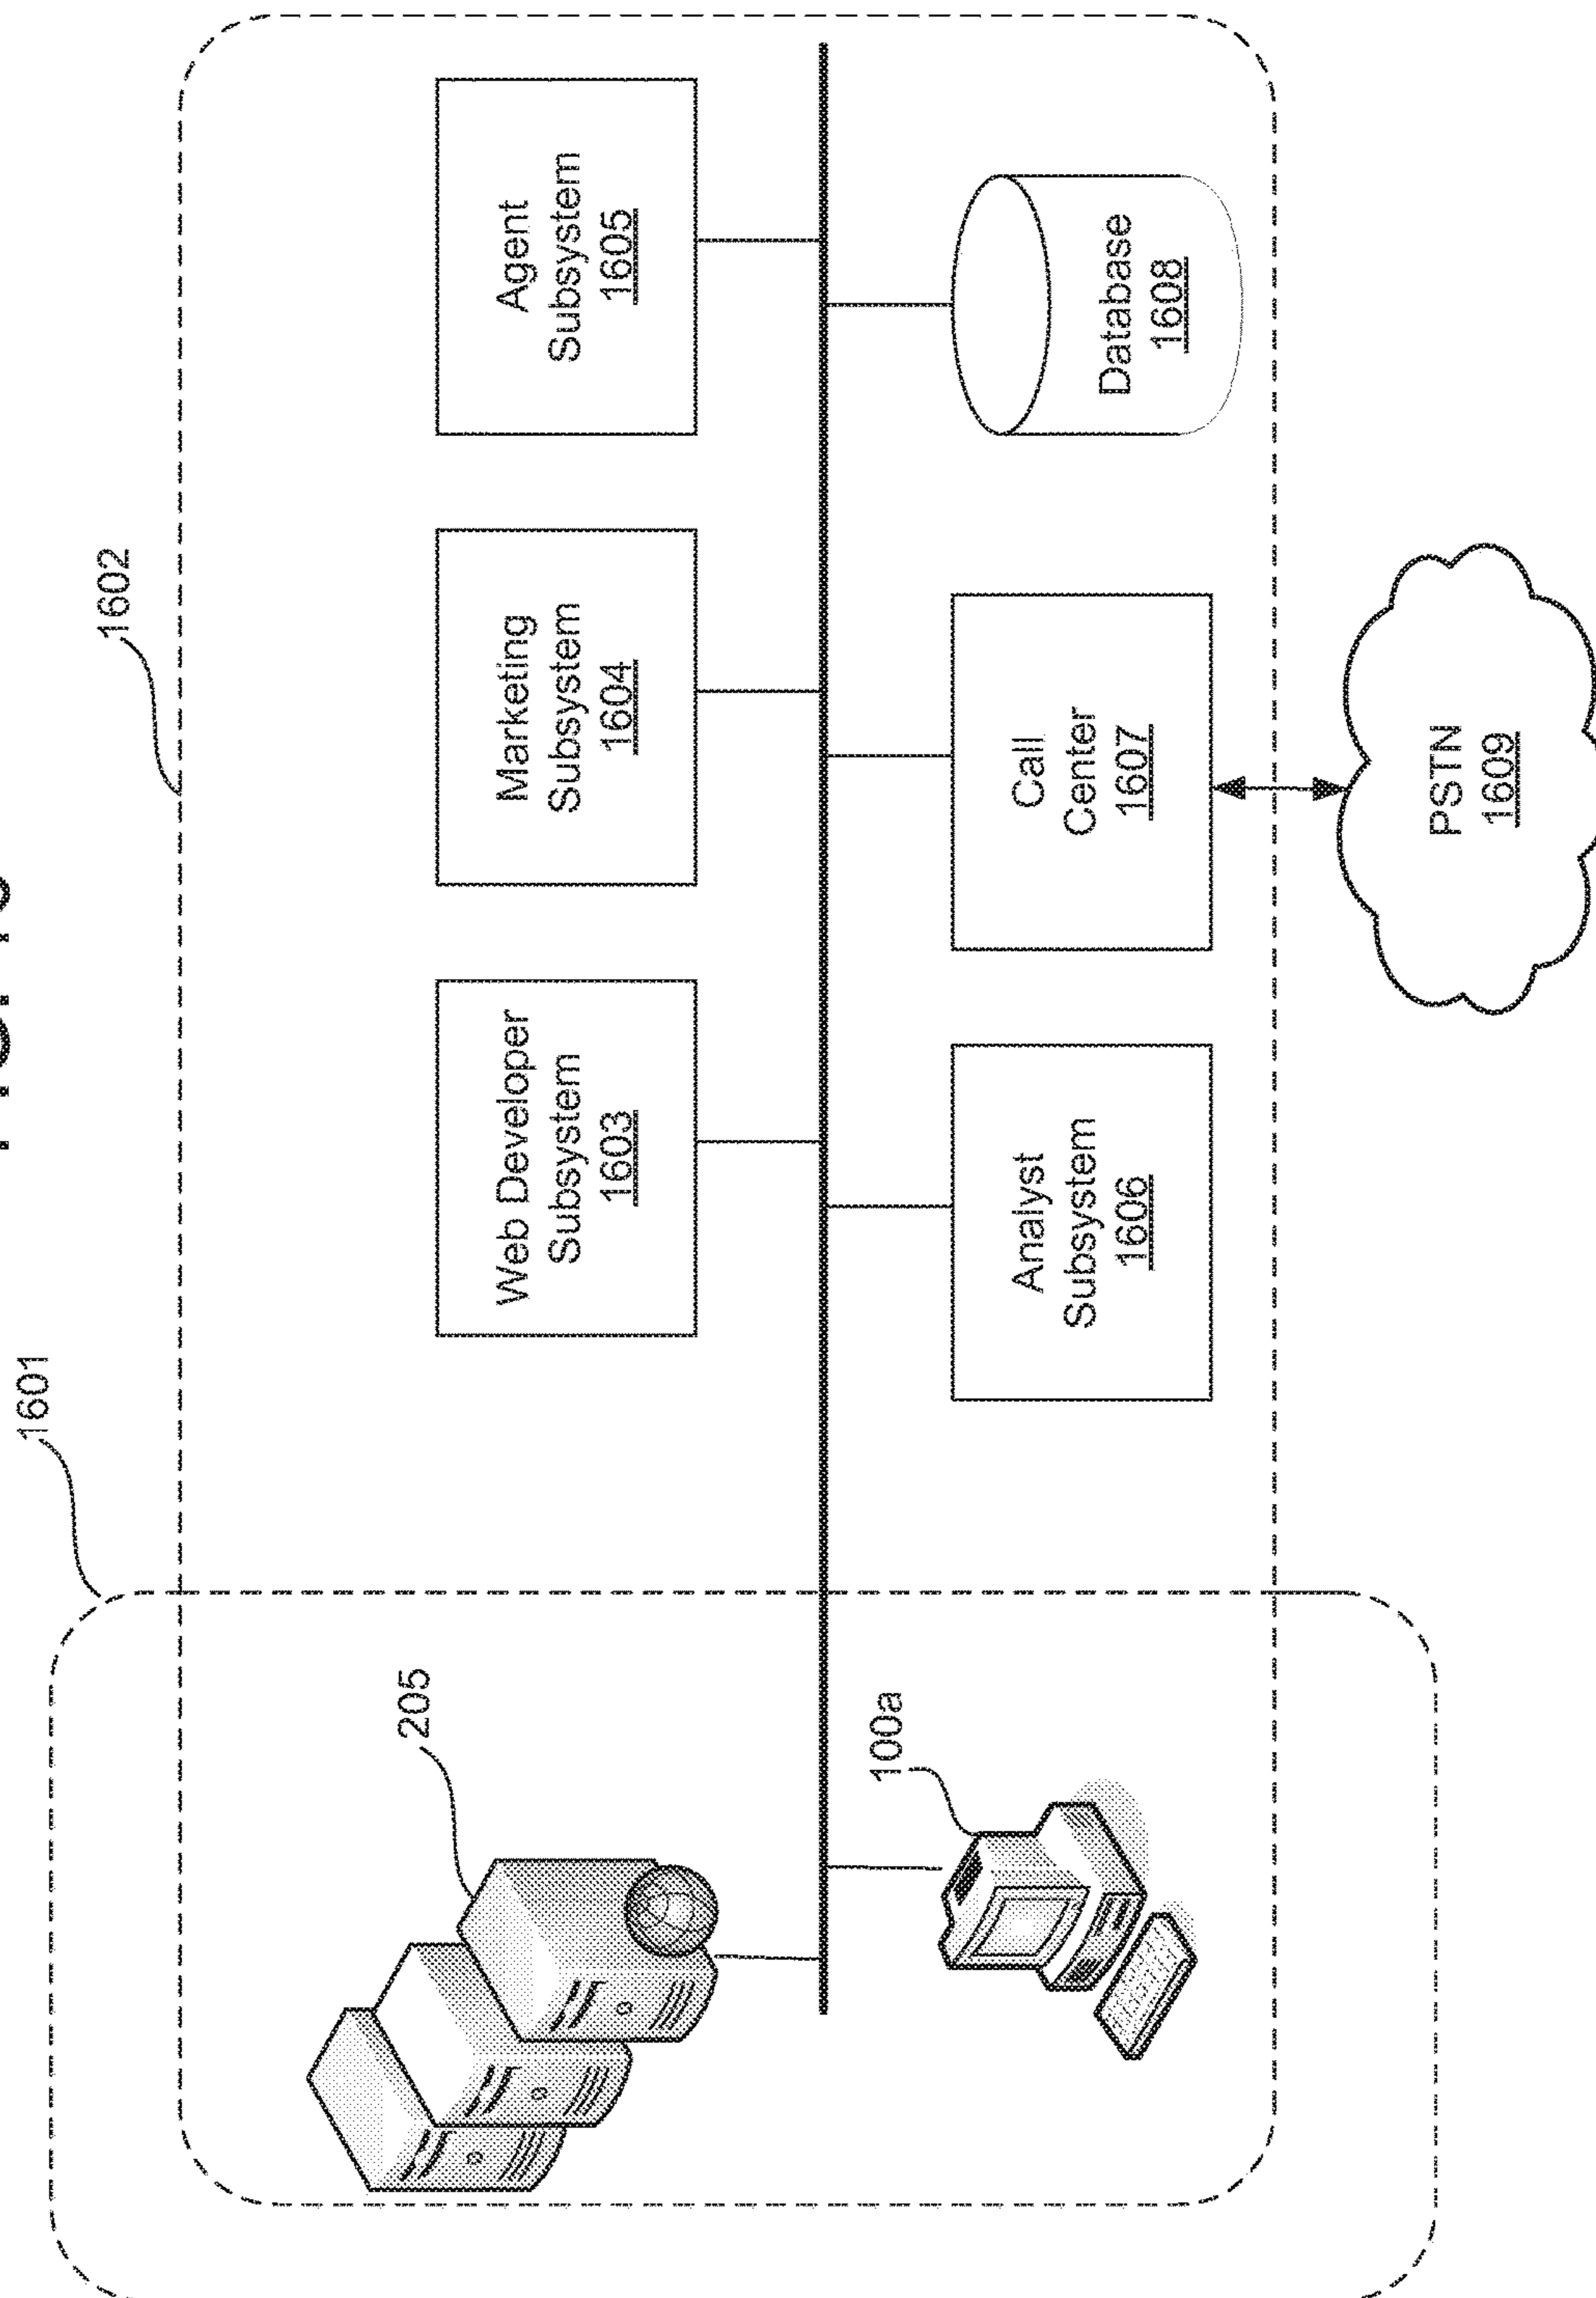 1601
1602
205
Web Developer
Subsystem
1603
Marketing
Subsystem
1604
Agent
Subsystem
1605
100a
Analyst
Subsystem
1606
Call
Center
1607
Database
1608
PSTN
1609